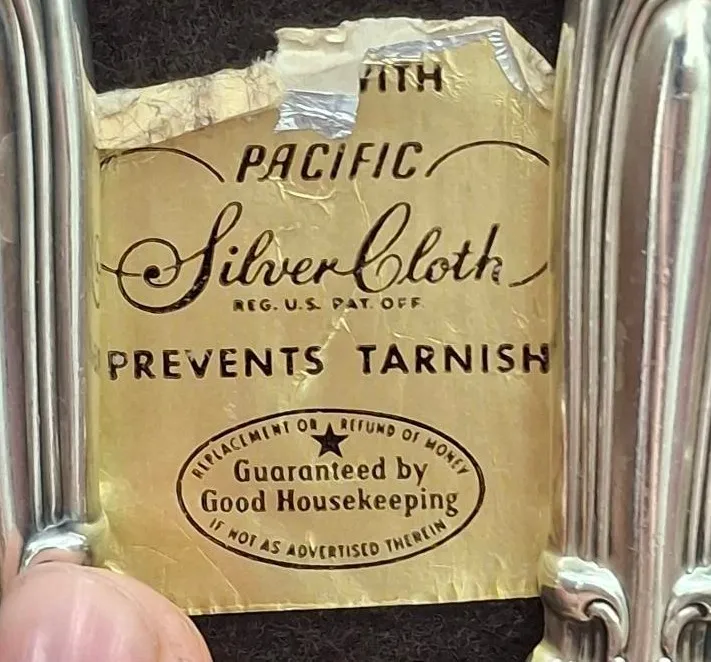 PACIFIC
Silver Cloth
REG. U.S. PAT. OFF.
PREVENTS TARNISH
REPLACEMENT OR REFUND OF MONEY
★
Guaranteed by
Good Housekeeping
IF NOT AS ADVERTISED THEREIN